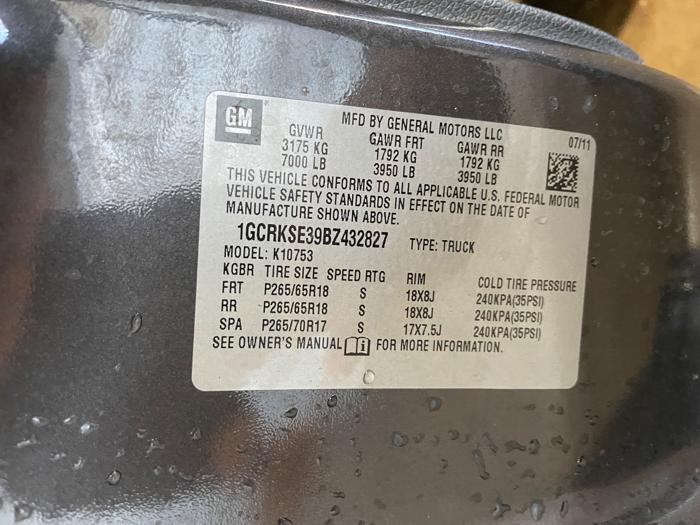 GM
MFD BY GENERAL MOTORS LLC 07/11
GVWR GAWR FRT GAWR RR
3175 KG 1792 KG 1792 KG
7000 LB 3950 LB 3950 LB
THIS VEHICLE CONFORMS TO ALL APPLICABLE U.S. FEDERAL MOTOR
VEHICLE SAFETY STANDARDS IN EFFECT ON THE DATE OF
MANUFACTURE SHOWN ABOVE.
1GCRKSE39BZ432827 TYPE: TRUCK
MODEL: K10753
KGBR TIRE SIZE SPEED RTG RIM COLD TIRE PRESSURE
FRT P265/65R18 S 18X8J 240KPA(35PSI)
RR P265/65R18 S 18X8J 240KPA(35PSI)
SPA P265/70R17 S 17X7.5J 240KPA(35PSI)
SEE OWNER'S MANUAL FOR MORE INFORMATION.